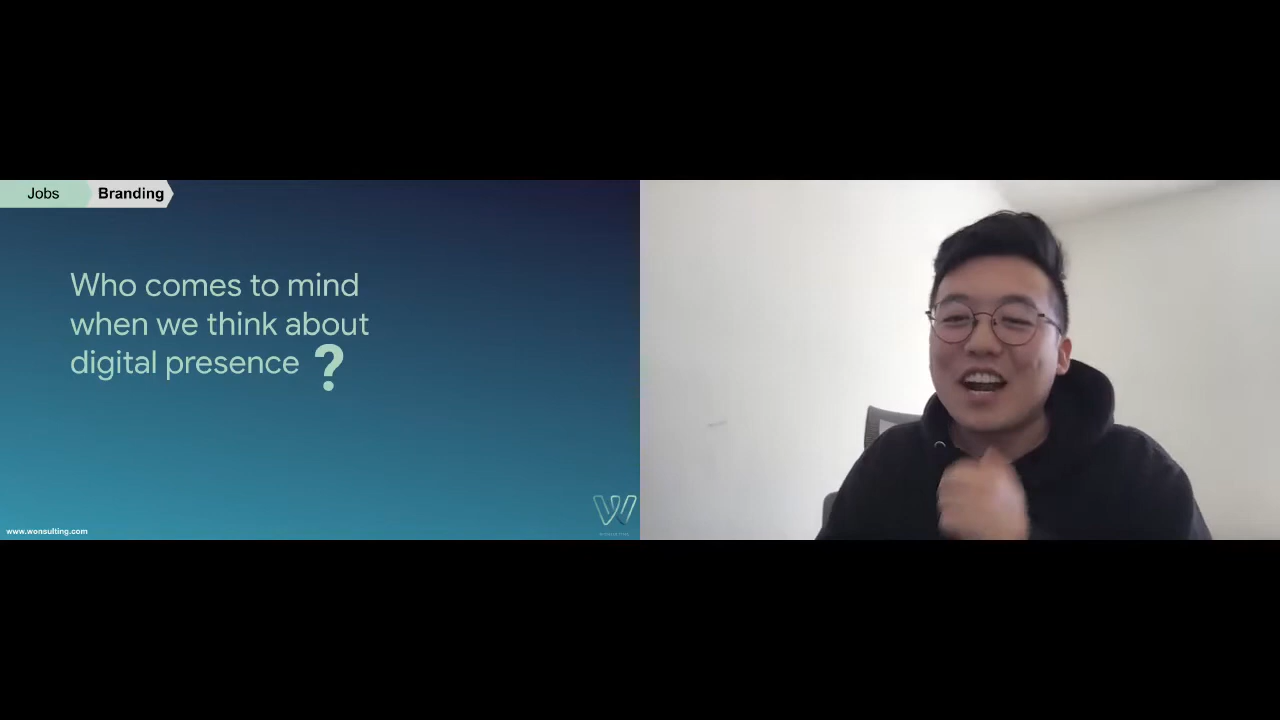 Jobs
Branding
Who comes to mind
when we think about
digital presence ?
www.wonsulting.com
W